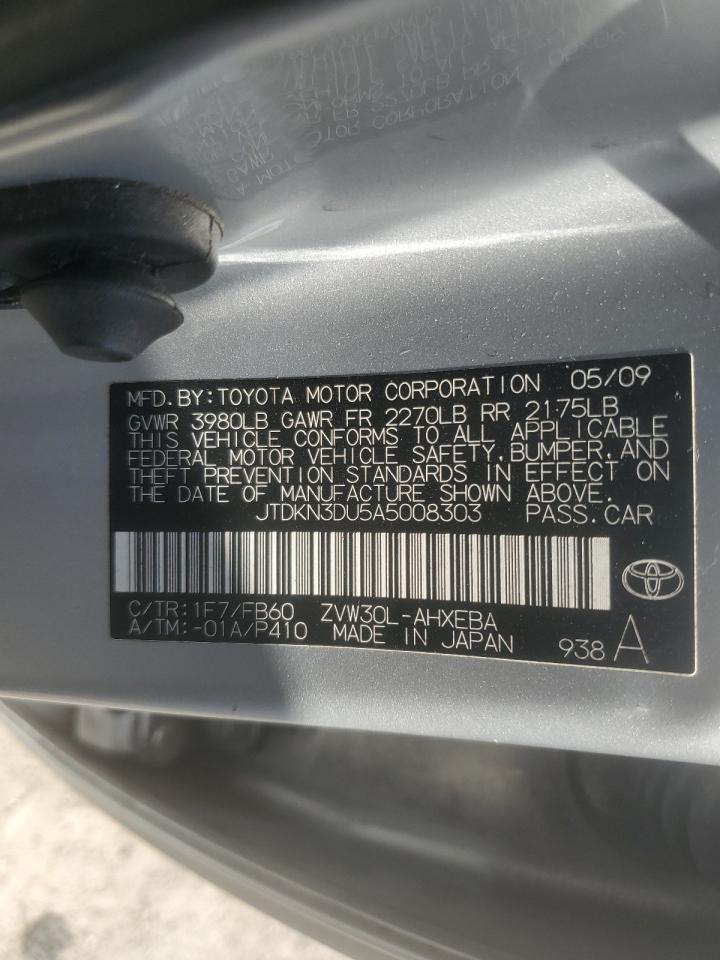 MFD.BY:TOYOTA MOTOR CORPORATION 05/09
GVWR 3980LB GAWR FR 2270LB RR 2175LB
THIS VEHICLE CONFORMS TO ALL APPLICABLE
FEDERAL MOTOR VEHICLE SAFETY,BUMPER,AND
THEFT PREVENTION STANDARDS IN EFFECT ON
THE DATE OF MANUFACTURE SHOWN ABOVE.
JTDKN3DU5A5008303 PASS.CAR
C/TR:1F7/FB60 ZVW30L-AHXEBA
A/TM:-01A/P410 MADE IN JAPAN 938 A